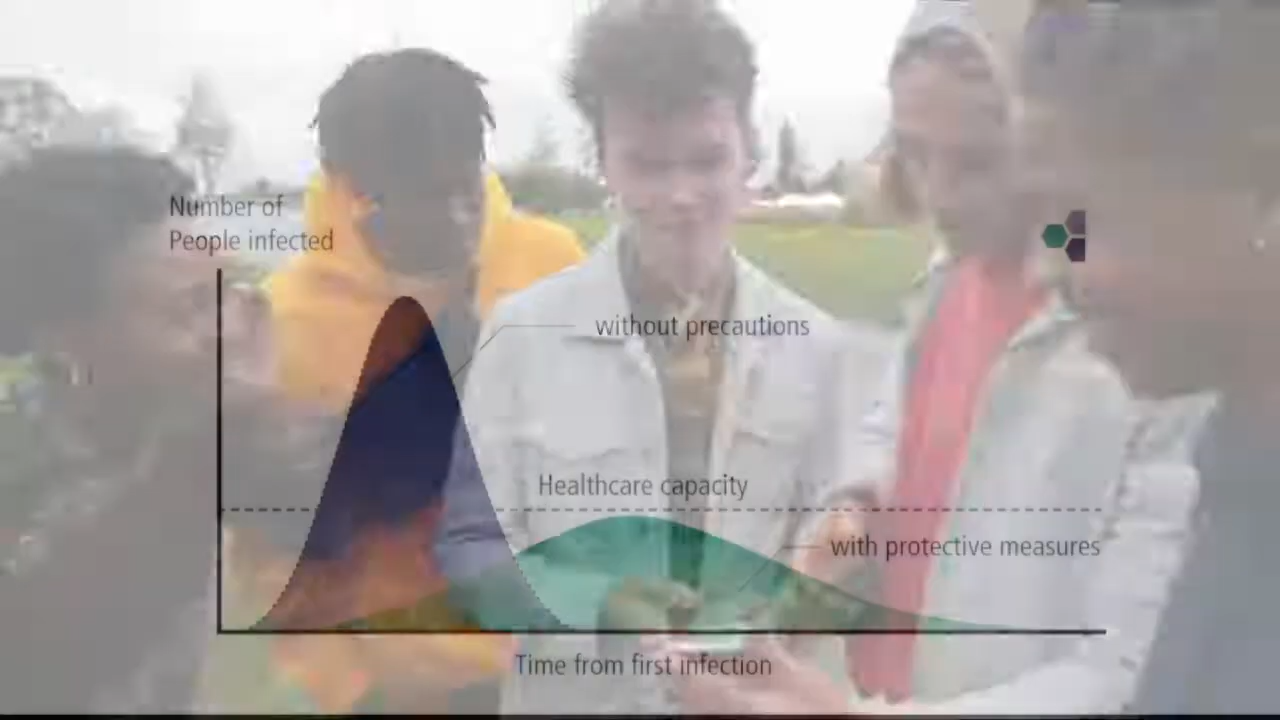 Number of
People infected
without precautions
Healthcare capacity
with protective measures
Time from first infection